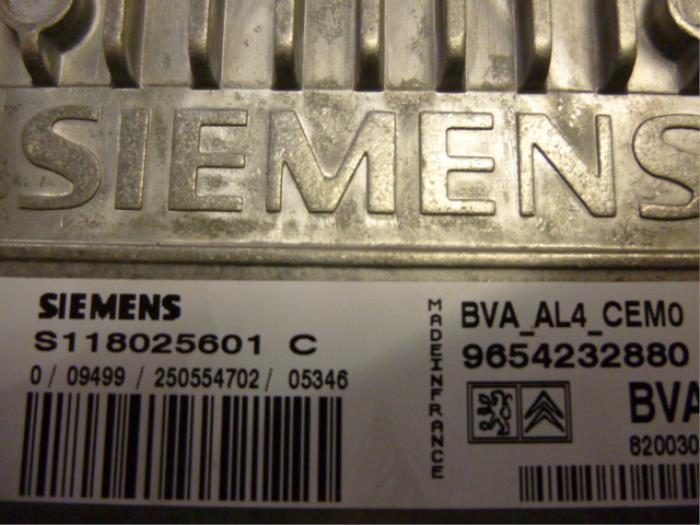 SIEMENS
SIEMENS
S118025601 C
0 / 09499 / 250554702 / 05346
MADEINFRANCE
BVA_AL4_CEM0
9654232880
BVA
820030